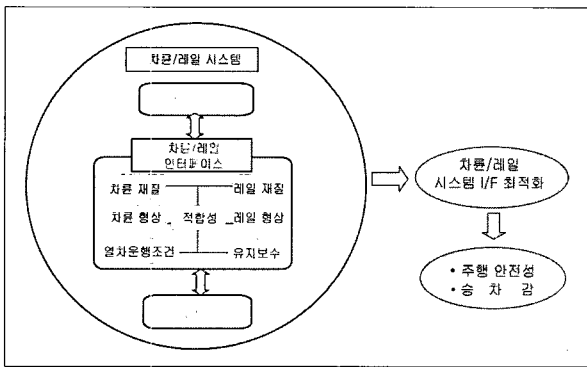 차륜/레일 시스템
차륜/레일
인터페이스
차륜 재질 레일 재질
차륜 형상 적합성 레일 형상
열차운행조건 유지보수
차륜/레일
시스템 I/F 최적화
• 주행 안전성
• 승 차 감